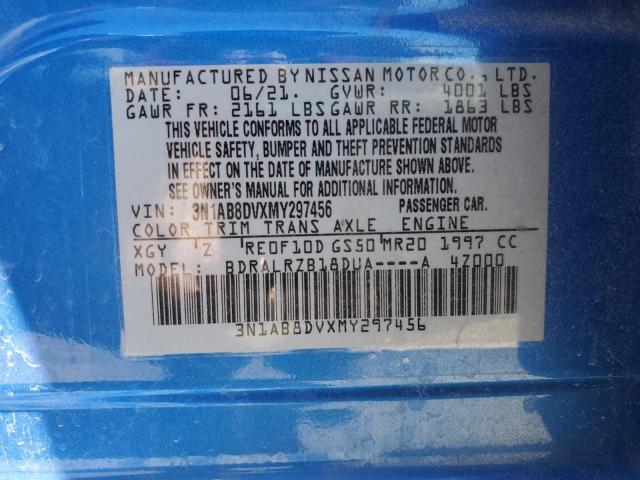 MANUFACTURED BY NISSAN MOTOR CO., LTD.
DATE: 06/21. GVWR: 4001 LBS
GAWR FR: 2161 LBS GAWR RR: 1863 LBS
THIS VEHICLE CONFORMS TO ALL APPLICABLE FEDERAL MOTOR
VEHICLE SAFETY, BUMPER AND THEFT PREVENTION STANDARDS
IN EFFECT ON THE DATE OF MANUFACTURE SHOWN ABOVE.
SEE OWNER'S MANUAL FOR ADDITIONAL INFORMATION.
VIN: 3N1AB8DVXMY297456 PASSENGER CAR.
COLOR TRIM TRANS AXLE ENGINE
XGY Z RE0F10D GS50 MR20 1997 CC
MODEL: BDRALRZB18DUA----A 4Z000
3N1AB8DVXMY297456